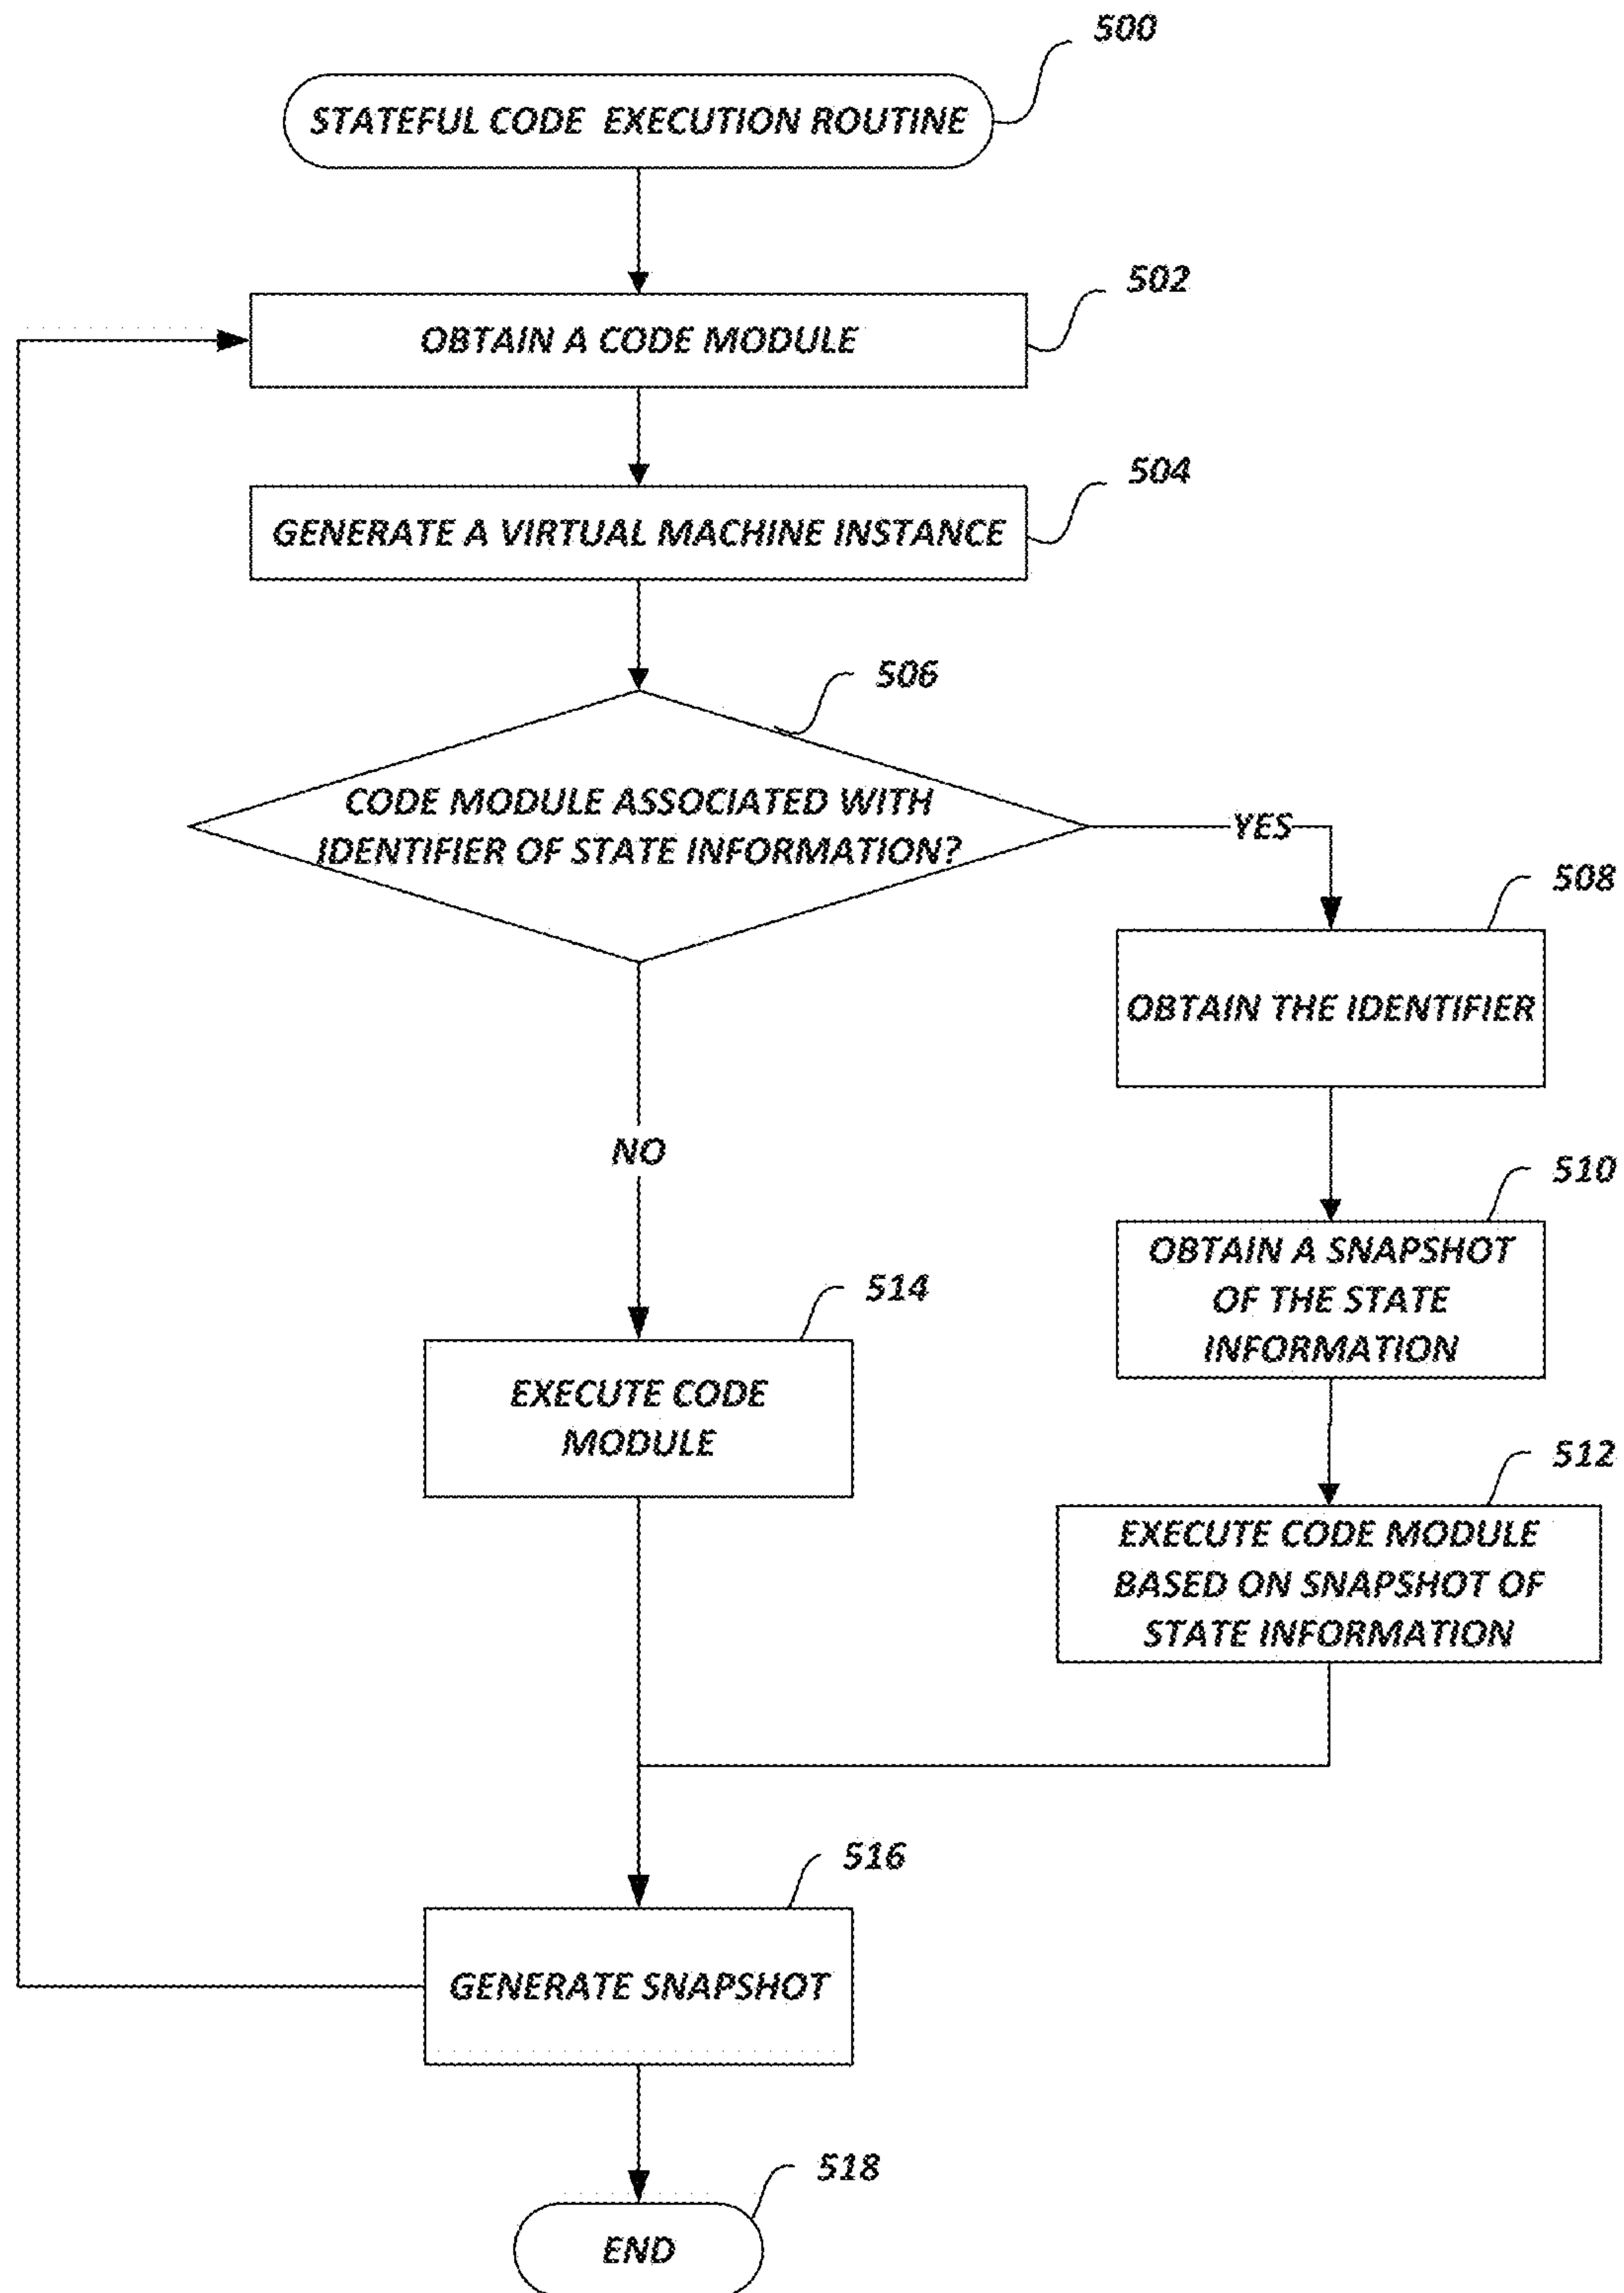 500
STATEFUL CODE EXECUTION ROUTINE
502
OBTAIN A CODE MODULE
504
GENERATE A VIRTUAL MACHINE INSTANCE
506
CODE MODULE ASSOCIATED WITH
IDENTIFIER OF STATE INFORMATION?
YES
508
OBTAIN THE IDENTIFIER
NO
510
OBTAIN A SNAPSHOT
OF THE STATE
INFORMATION
514
EXECUTE CODE
MODULE
512
EXECUTE CODE MODULE
BASED ON SNAPSHOT OF
STATE INFORMATION
516
GENERATE SNAPSHOT
518
END